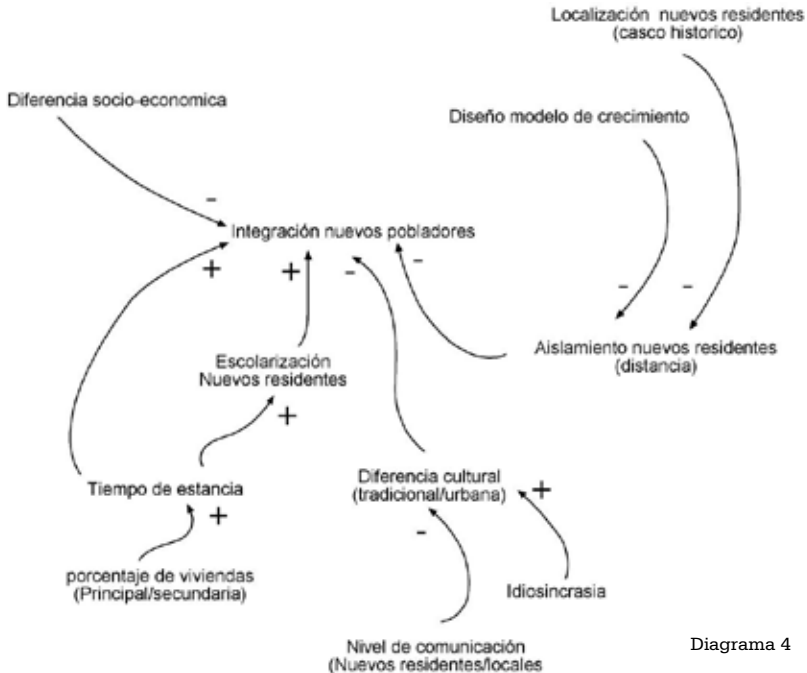 Localización nuevos residentes
(casco historico)
Diferencia socio-economica
Diseño modelo de crecimiento
-
Integración nuevos pobladores
+
+
-
-
-
-
Escolarización
Nuevos residentes
Aislamiento nuevos residentes
(distancia)
+
Tiempo de estancia
Diferencia cultural
(tradicional/urbana)
+
+
-
porcentaje de viviendas
(Principal/secundaria)
Idiosincrasia
Nivel de comunicación
(Nuevos residentes/locales
Diagrama 4